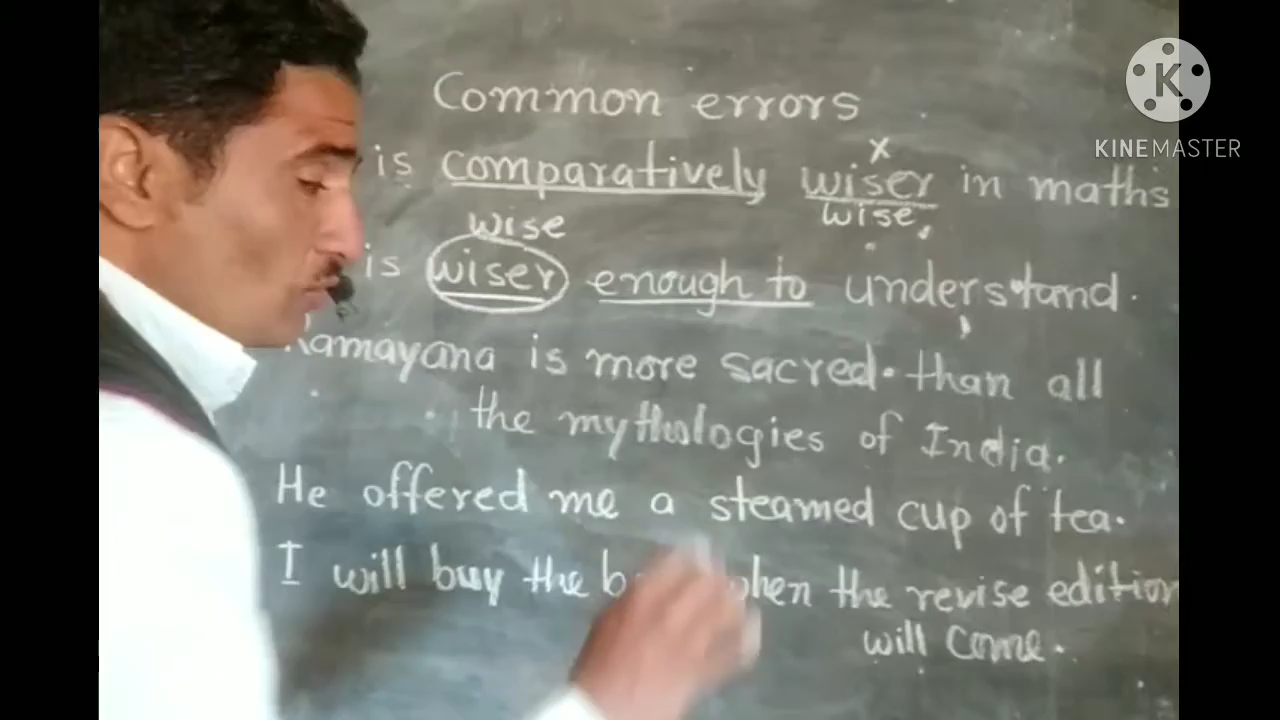 Common errors
x
is comparatively wiser in maths
wise wise
is wiser enough to understand.
Ramayana is more sacred. than all
the mythologies of India.
He offered me a steamed cup of tea.
I will buy the when the revise edition
will come.
K
KINEMASTER